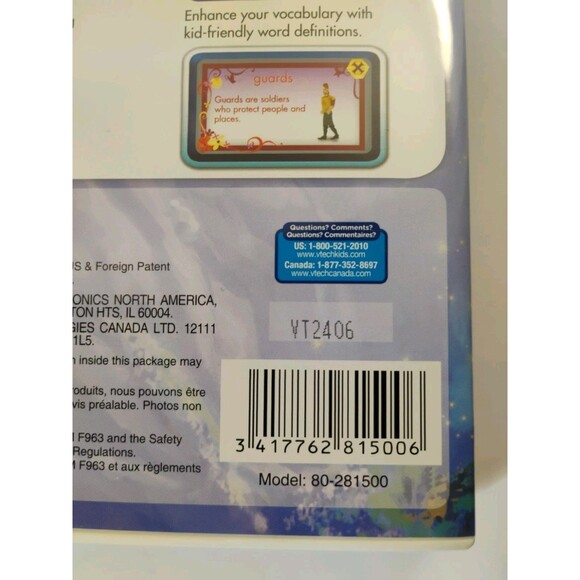 Enhance your vocabulary with
kid-friendly word definitions.
guards
Guards are soldiers
who protect people and
places.
Questions? Comments?
Questions? Commentaires?
US: 1-800-521-2010
www.vtechkids.com
Canada: 1-877-352-8697
www.vtechcanada.com
US & Foreign Patent
ONICS NORTH AMERICA,
TON HTS, IL 60004.
GIES CANADA LTD. 12111
1L5.
VT2406
inside this package may
roduits, nous pouvons être
vis préalable. Photos non
F963 and the Safety
Regulations.
F963 et aux règlements
3 417762 815006
Model: 80-281500